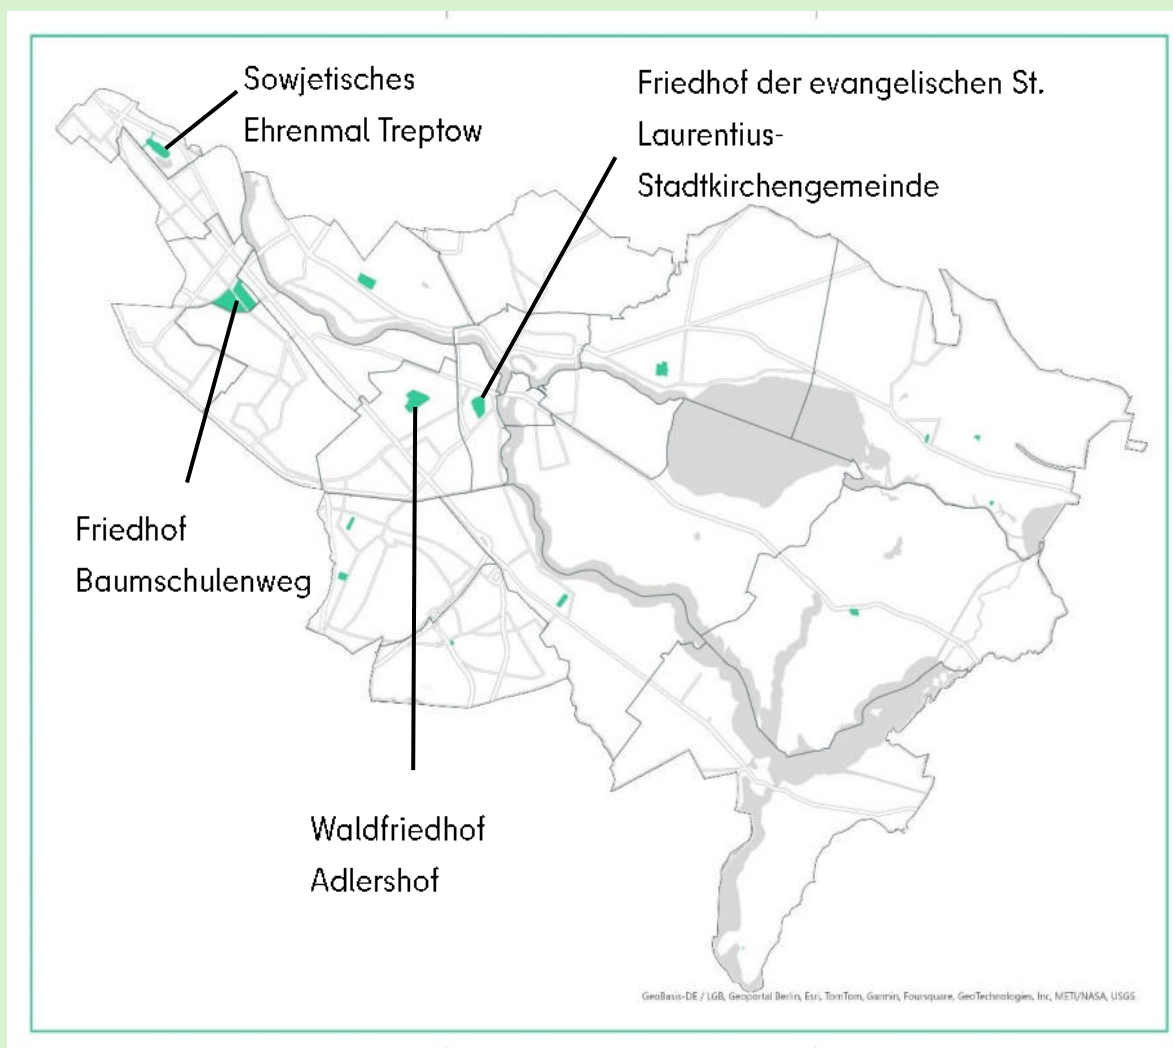 Sowjetisches
Ehrenmal Treptow
Friedhof der evangelischen St.
Laurentius-
Stadtkirchengemeinde
Friedhof
Baumschulenweg
Waldfriedhof
Adlershof
GeoBasis-DE / LGB, Geoportal Berlin, Esri, TomTom, Garmin, Foursquare, GeoTechnologies, Inc, METI/NASA, USGS